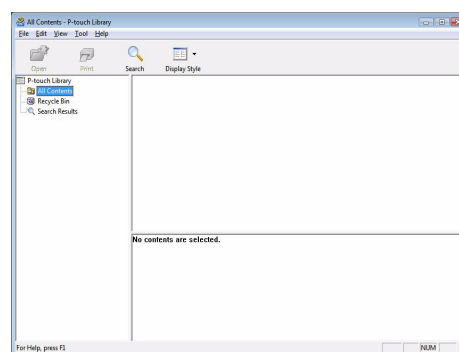 All Contents - P-touch Library
File Edit View Tool Help
Open Print Search Display Style
P-touch Library
All Contents
Recycle Bin
Search Results
No contents are selected.
For Help, press F1
NUM